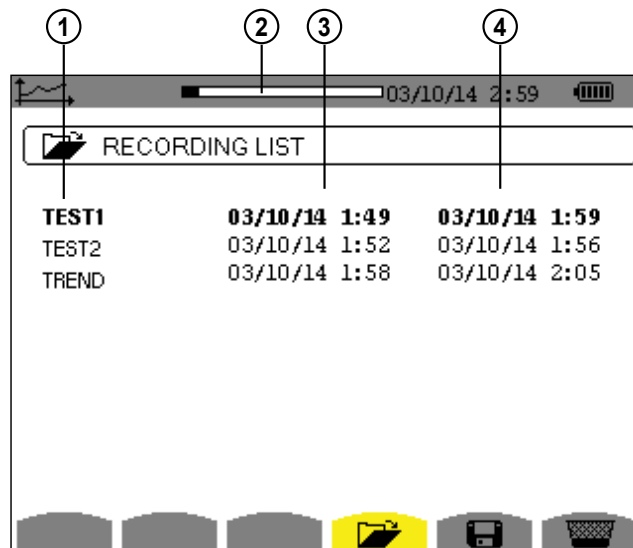 1 2 3 4
03/10/14 2:59
RECORDING LIST
TEST1 03/10/14 1:49 03/10/14 1:59
TEST2 03/10/14 1:52 03/10/14 1:56
TREND 03/10/14 1:58 03/10/14 2:05